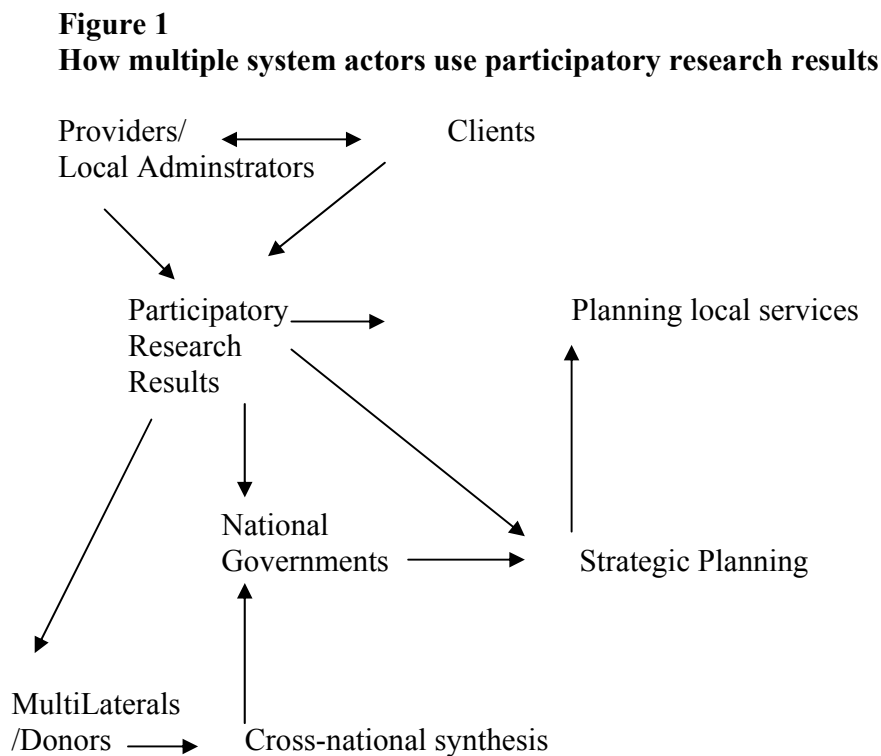 Figure 1
How multiple system actors use participatory research results
Providers/
Local Adminstrators
Clients
Participatory
Research
Results
Planning local services
National
Governments
Strategic Planning
MultiLaterals
/Donors
Cross-national synthesis